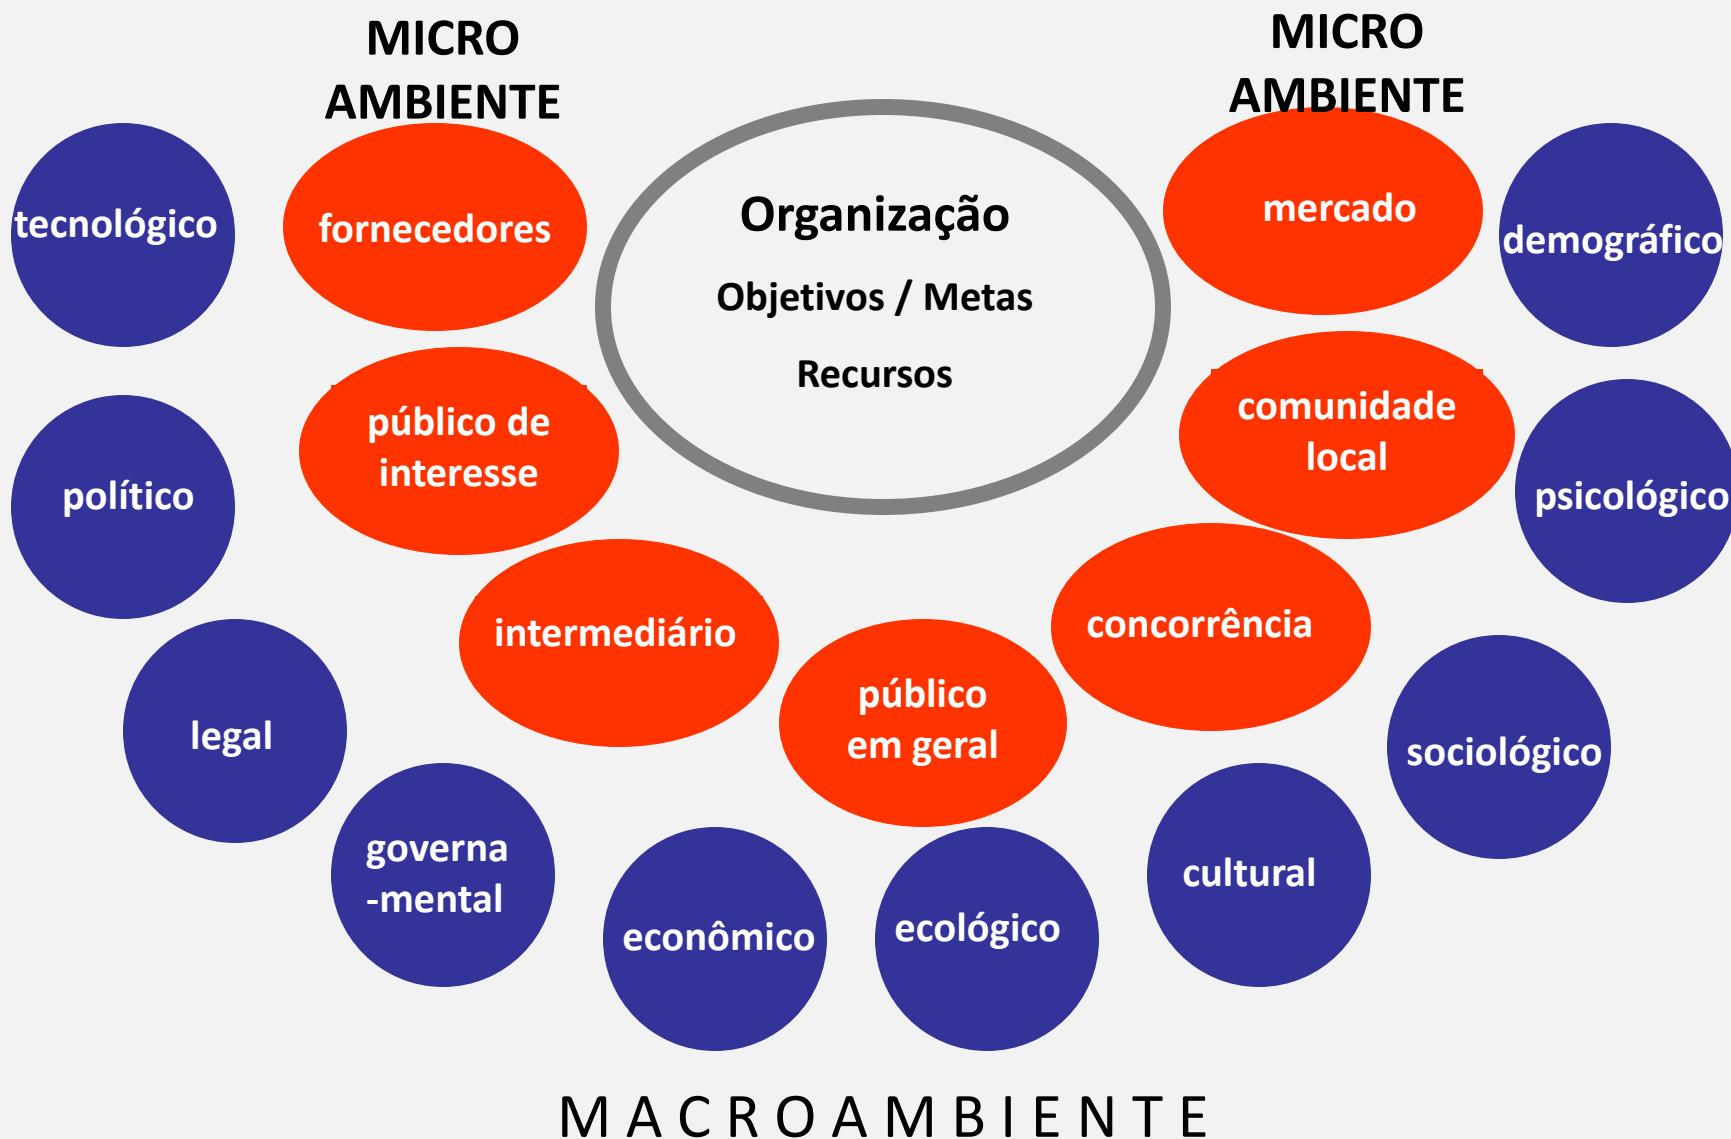 MICRO
AMBIENTE
MICRO
AMBIENTE
Organização
Objetivos / Metas
Recursos
tecnológico
fornecedores
mercado
demográfico
público de
interesse
comunidade
local
político
psicológico
intermediário
concorrência
público
em geral
legal
sociológico
governa
-mental
econômico
ecológico
cultural
MACROAMBIENTE